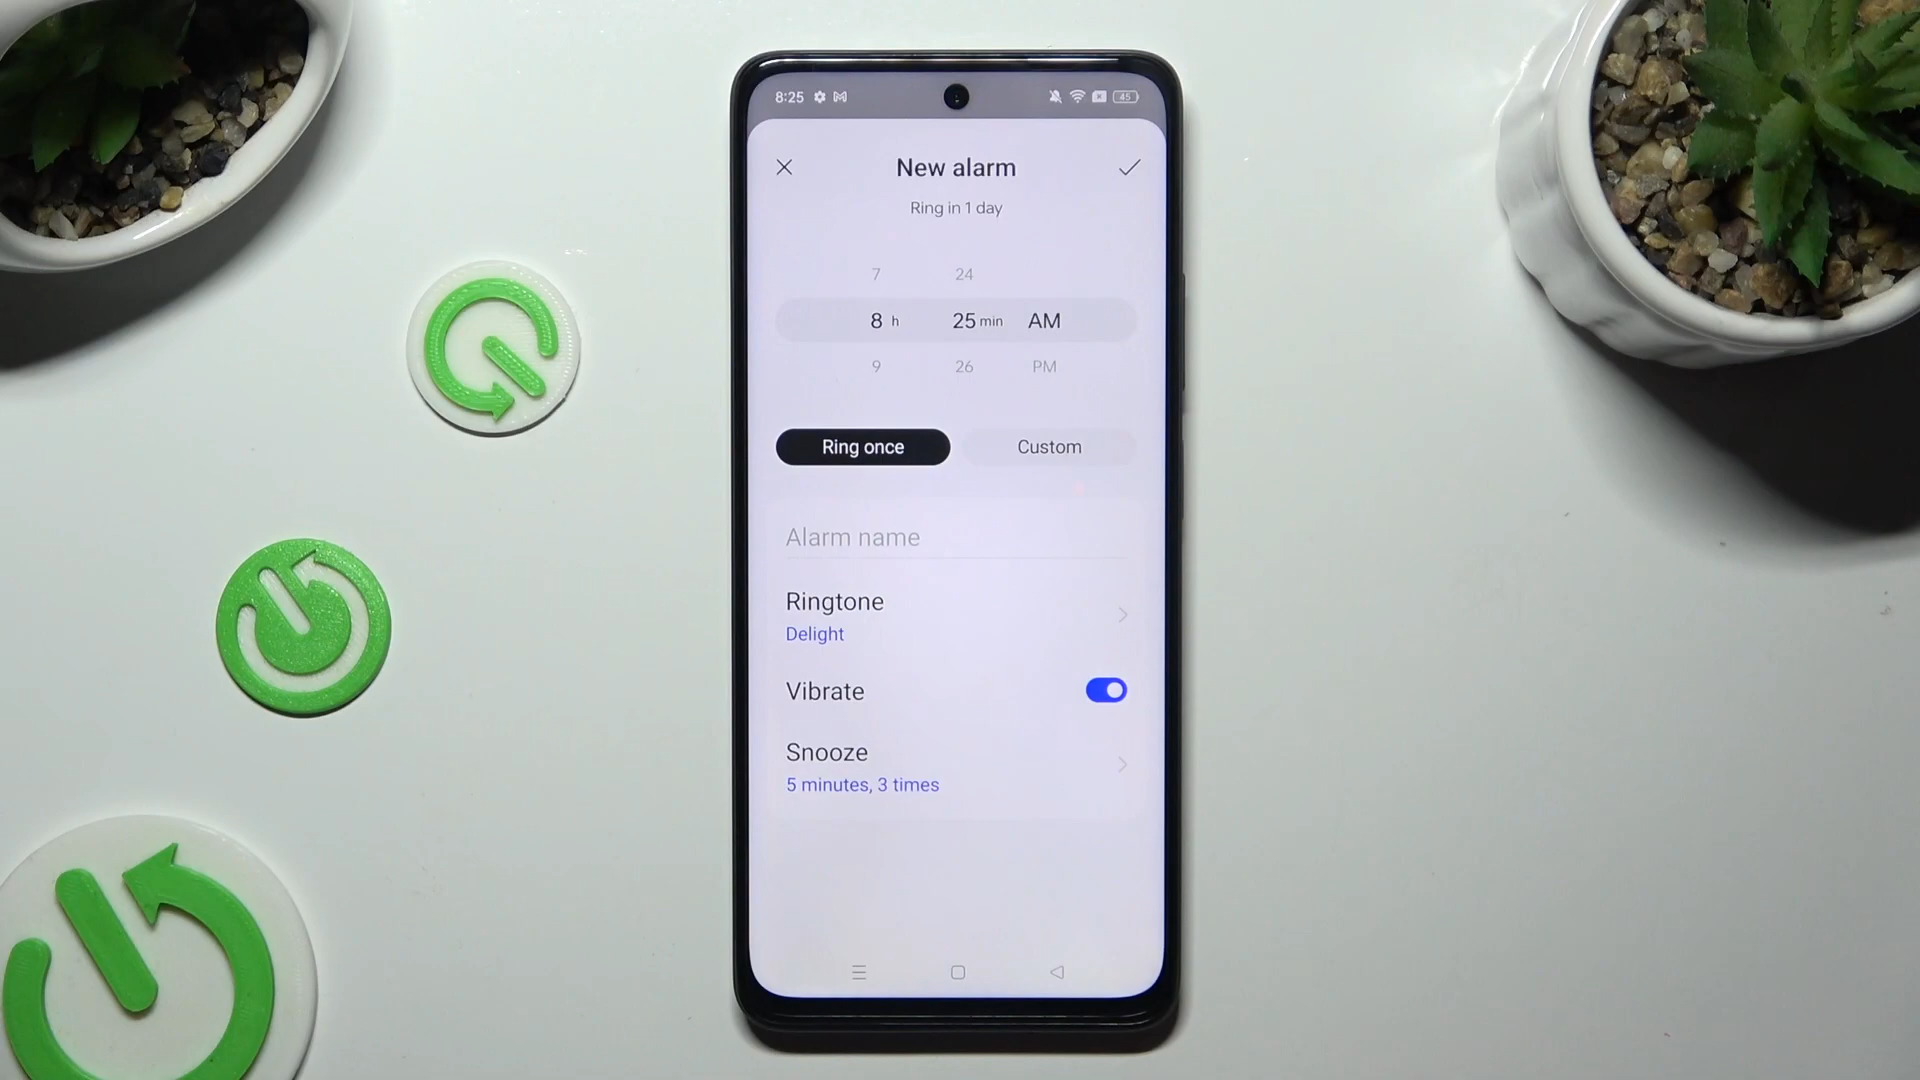 8:25
45
New alarm
Ring in 1 day
7 24
8 h 25 min AM
9 26 PM
Ring once Custom
Alarm name
Ringtone
Delight
Vibrate
Snooze
5 minutes, 3 times